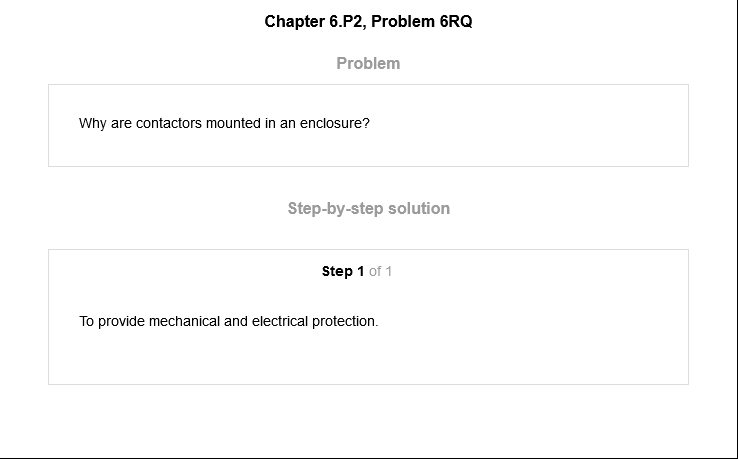 Chapter 6.P2, Problem 6RQ
Problem
Why are contactors mounted in an enclosure?
Step-by-step solution
Step 1 of 1
To provide mechanical and electrical protection.